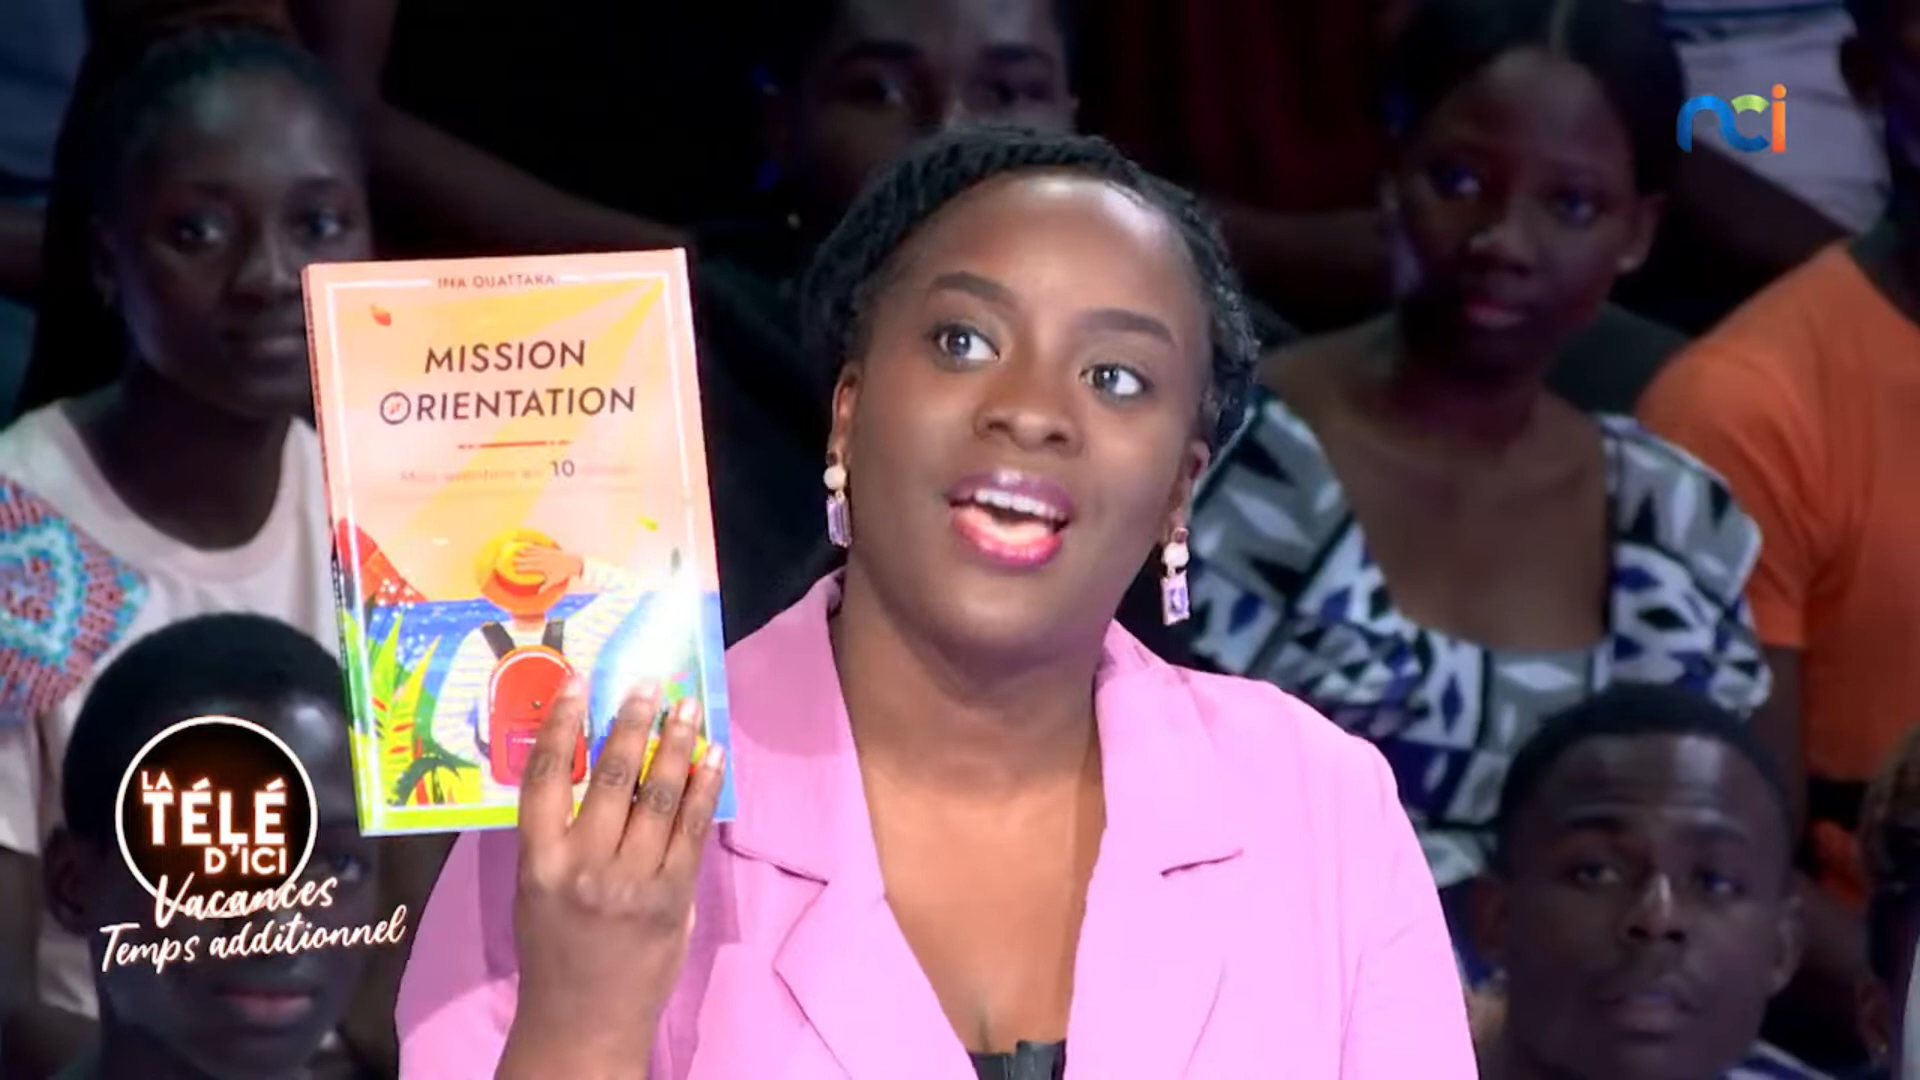 nci
INA OUATTARA
MISSION
ORIENTATION
10
LA
TÉLÉ
D'ICI
Vacances
Temps additionnel